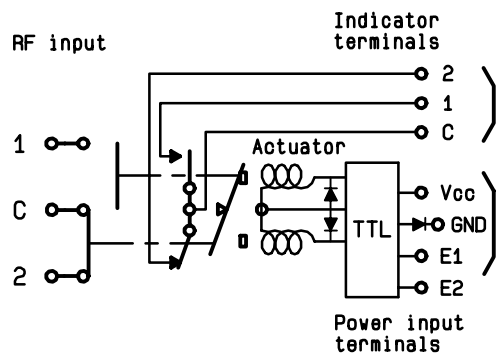 Indicator
terminals
RF input
2
1
C
1
Actuator
C
2
TTL
Vcc
GND
E1
E2
Power input
terminals